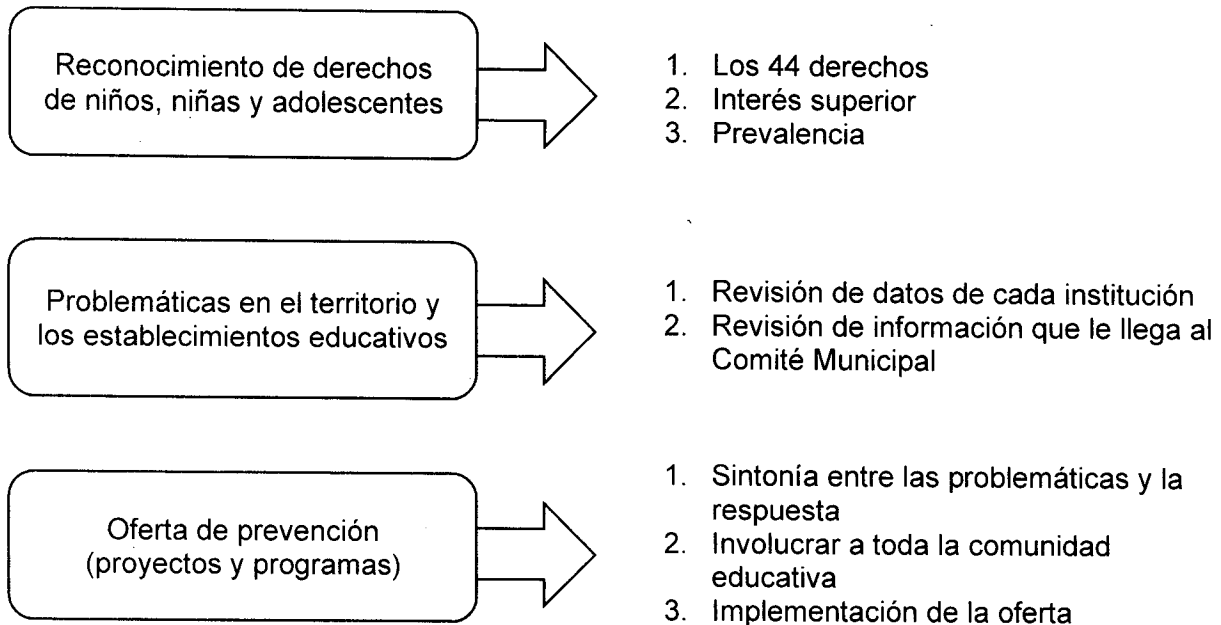 Reconocimiento de derechos
de niños, niñas y adolescentes
1. Los 44 derechos
2. Interés superior
3. Prevalencia
Problemáticas en el territorio y
los establecimientos educativos
1. Revisión de datos de cada institución
2. Revisión de información que le llega al
Comité Municipal
Oferta de prevención
(proyectos y programas)
1. Sintonía entre las problemáticas y la
respuesta
2. Involucrar a toda la comunidad
educativa
3. Implementación de la oferta